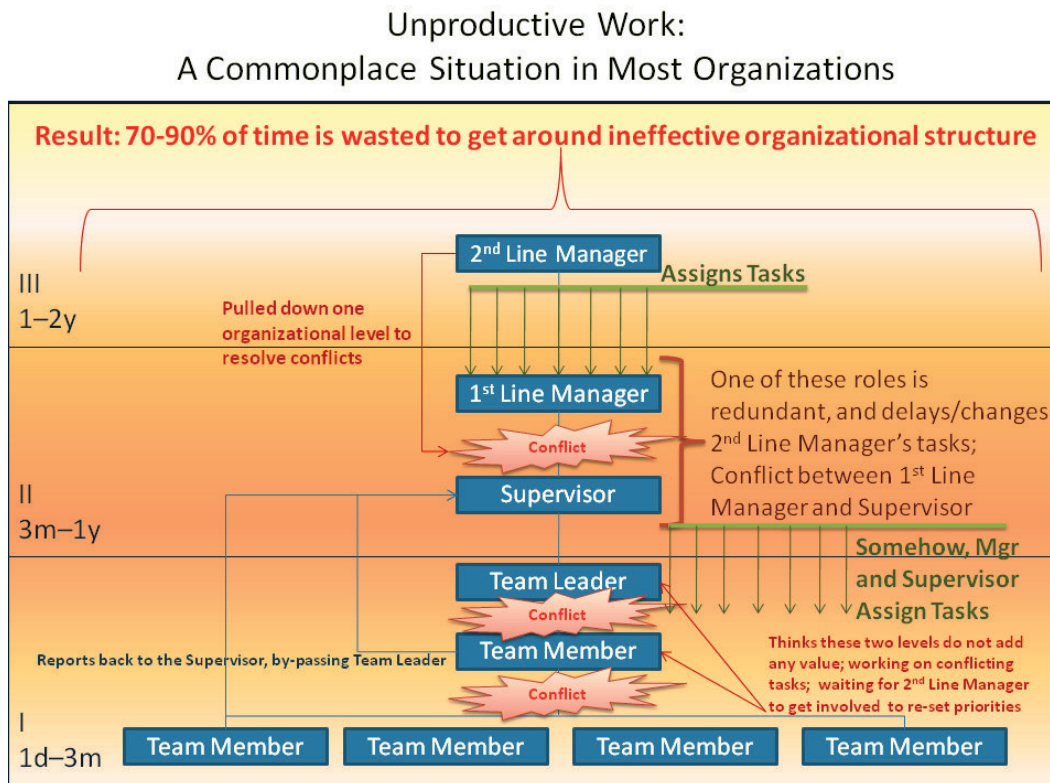 Unproductive Work:
A Commonplace Situation in Most Organizations
Result: 70-90% of time is wasted to get around ineffective organizational structure
2nd Line Manager
Assigns Tasks
III
1–2y
Pulled down one
organizational level to
resolve conflicts
1st Line Manager
One of these roles is
redundant, and delays/changes
2nd Line Manager's tasks;
Conflict between 1st Line
Manager and Supervisor
Conflict
II
3m–1y
Supervisor
Somehow, Mgr
and Supervisor
Assign Tasks
Team Leader
Conflict
Team Member
Reports back to the Supervisor, by-passing Team Leader
Thinks these two levels do not add
any value; working on conflicting
tasks; waiting for 2nd Line Manager
to get involved to re-set priorities
Conflict
I
1d–3m
Team Member
Team Member
Team Member
Team Member